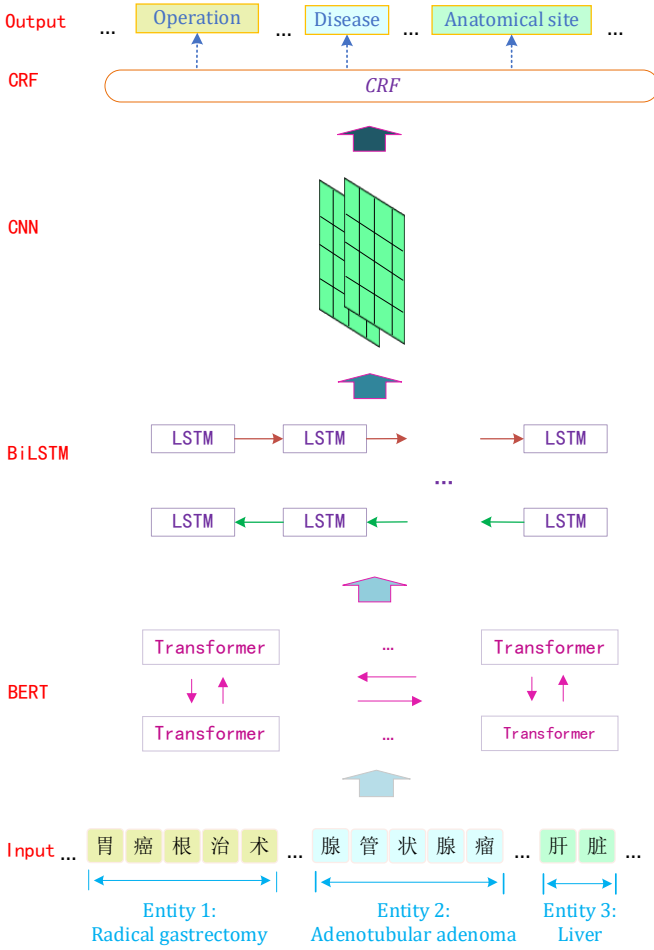 Output ... Operation ... Disease ... Anatomical site ...
CRF CRF
CNN
LSTM LSTM LSTM
BiLSTM ...
LSTM LSTM LSTM
Transformer ... Transformer
BERT
Transformer ... Transformer
Input ... 胃 癌 根 治 术 ... 腺 管 状 腺 瘤 ... 肝 脏 ...
Entity 1: Entity 2: Entity 3:
Radical gastrectomy Adenotubular adenoma Liver